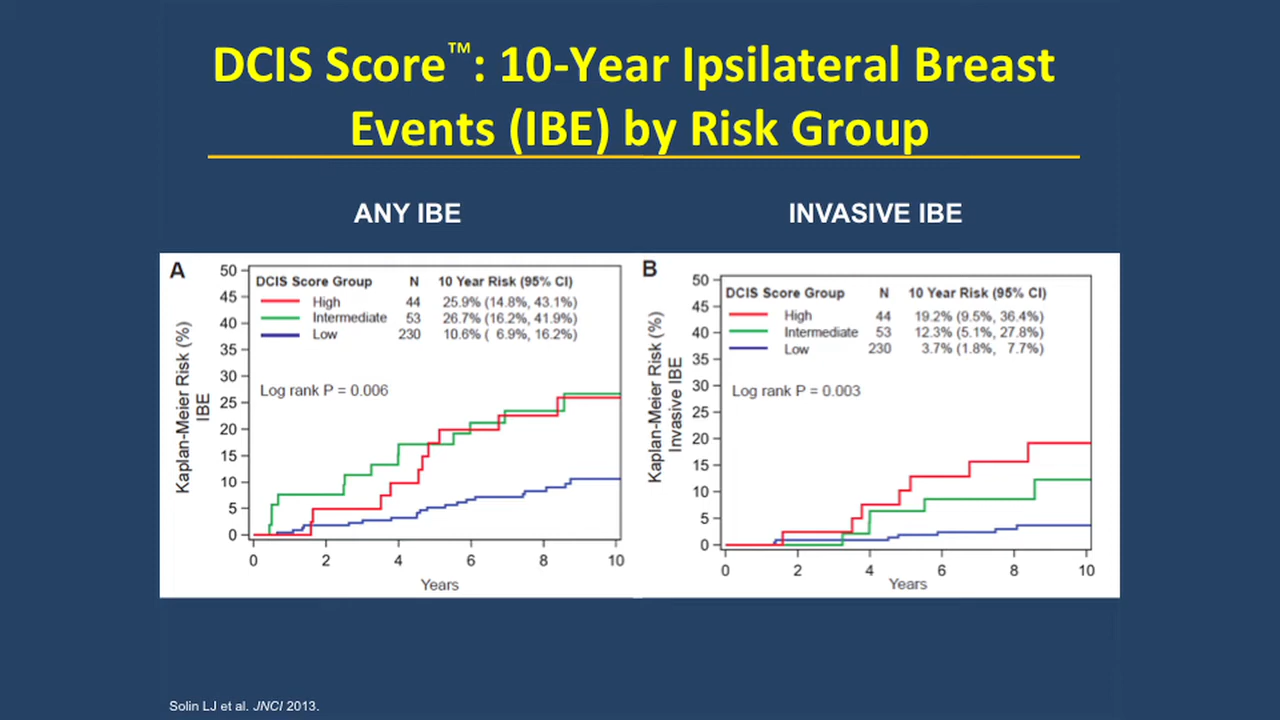 DCIS Score™: 10-Year Ipsilateral Breast
Events (IBE) by Risk Group
ANY IBE
INVASIVE IBE
A
DCIS Score Group N 10 Year Risk (95% CI)
High 44 25.9% (14.8%, 43.1%)
Intermediate 53 26.7% (16.2%, 41.9%)
Low 230 10.6% ( 6.9%, 16.2%)
Log rank P = 0.006
Kaplan-Meier Risk (%)
IBE
50
45
40
35
30
25
20
15
10
5
0
0 2 4 6 8 10
Years
B
DCIS Score Group N 10 Year Risk (95% CI)
High 44 19.2% (9.5%, 36.4%)
Intermediate 53 12.3% (5.1%, 27.8%)
Low 230 3.7% (1.8%, 7.7%)
Log rank P = 0.003
Kaplan-Meier Risk (%)
Invasive IBE
50
45
40
35
30
25
20
15
10
5
0
0 2 4 6 8 10
Years
Solin LJ et al. JNCI 2013.